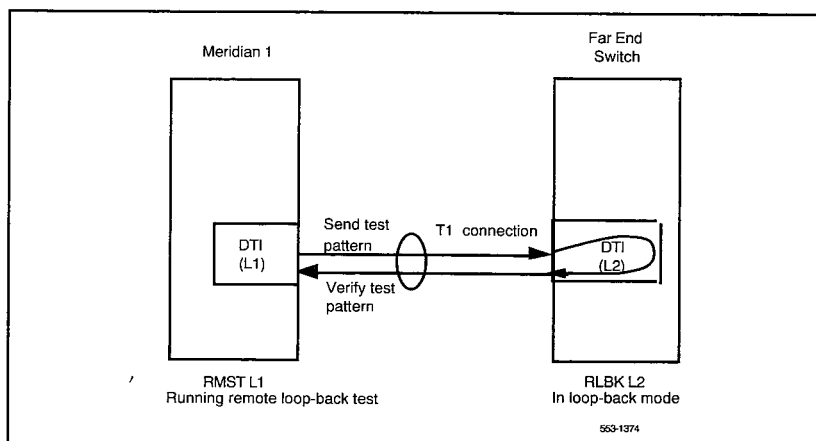 Meridian 1
Far End
Switch
Send test
pattern
T1 connection
DTI
(L1)
DTI
(L2)
Verify test
pattern
RMST L1
Running remote loop-back test
RLBK L2
In loop-back mode
553-1374